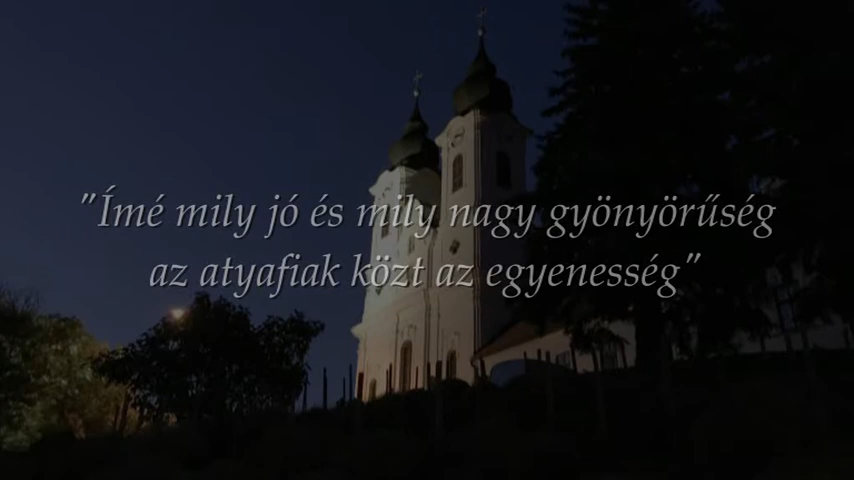 "Ímé mily jó és mily nagy gyönyörűség
az atyafiak közt az egyenesség"